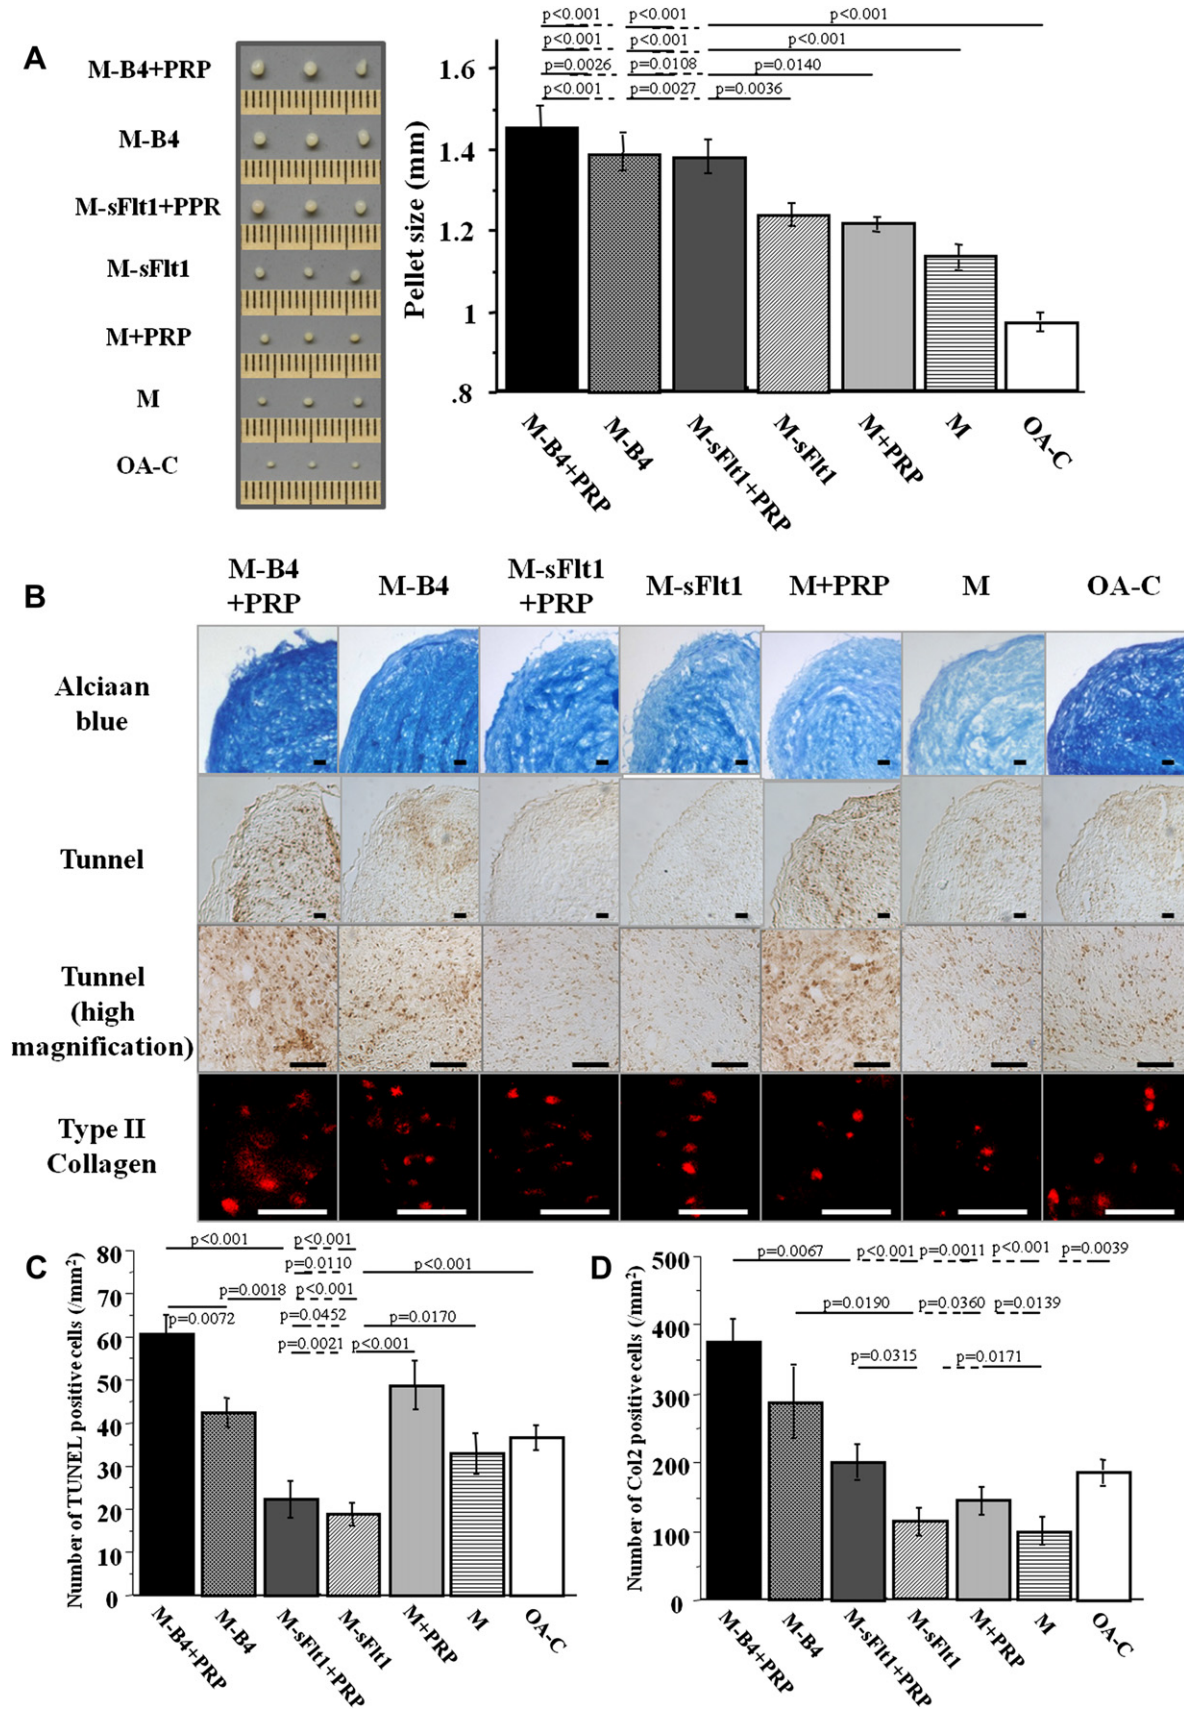 A
M-B4+PRP
M-B4
M-sFlt1+PPR
M-sFlt1
M+PRP
M
OA-C
p<0.001 p<0.001 p<0.001
p<0.001 p<0.001 p<0.001
p=0.0026 p=0.0108 p=0.0140
p<0.001 p=0.0027 p=0.0036
Pellet size (mm)
1.6
1.4
1.2
1
.8
M-B4+PRP
M-B4
M-sFlt1+PRP
M-sFlt1
M+PRP
M
OA-C
B
M-B4
+PRP
M-B4
M-sFlt1
+PRP
M-sFlt1
M+PRP
M
OA-C
Alciaan
blue
Tunnel
Tunnel
(high
magnification)
Type II
Collagen
C
Number of TUNEL positive cells (/mm²)
80
70
60
50
40
30
20
10
0
p<0.001 p<0.001
p=0.0110 p<0.001
p=0.0018 p<0.001
p=0.0072 p=0.0452 p=0.0170
p=0.0021 p<0.001
M-B4+PRP
M-B4
M-sFlt1+PRP
M-sFlt1
M+PRP
M
OA-C
D
Number of Col2 positive cells (/mm²)
500
400
300
200
100
0
p=0.0067 p<0.001 p=0.0011 p<0.001 p=0.0039
p=0.0190 p=0.0360 p=0.0139
p=0.0315 p=0.0171
M-B4+PRP
M-B4
M-sFlt1+PRP
M-sFlt1
M+PRP
M
OA-C